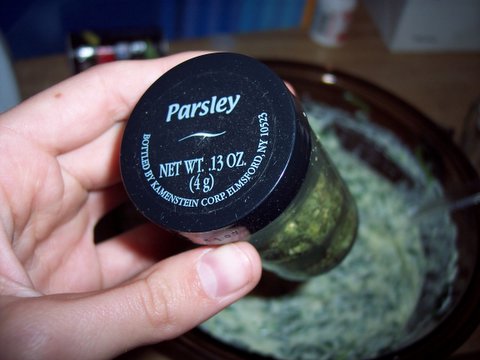 Parsley
NET WT. .13 OZ.
(4 g)
BOTTLED BY KAMENSTEIN CORP. ELMSFORD, NY 10523